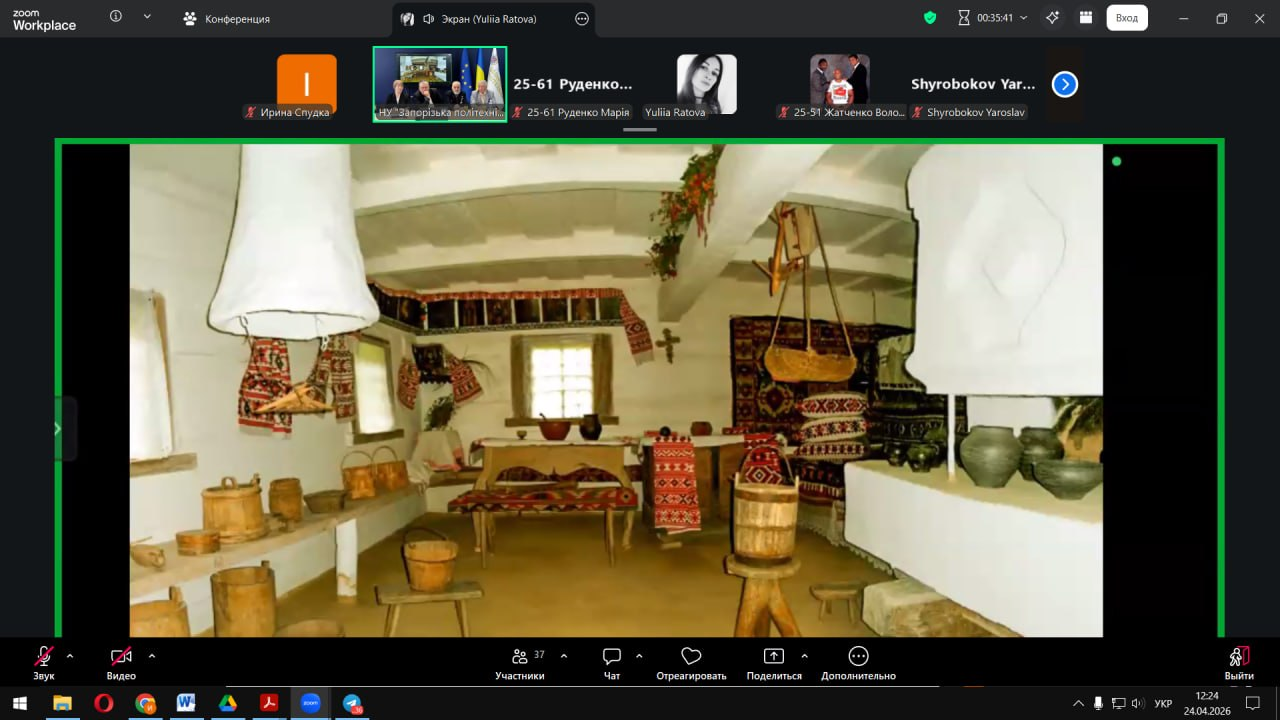 zoom
Workplace
Конференция
Экран (Yuliia Ratova)
00:35:41
Вход
I
Ирина Слудка
НУ "Запорізька політехні...
25-61 Руденко...
25-61 Руденко Марія
Yuliia Ratova
25-51 Жатченко Воло...
Shyrobokov Yar...
Shyrobokov Yaroslav
Звук
Видео
37
Участники
Чат
Отреагировать
Поделиться
Дополнительно
Выйти
zoom
УКР
12:24
24.04.2026